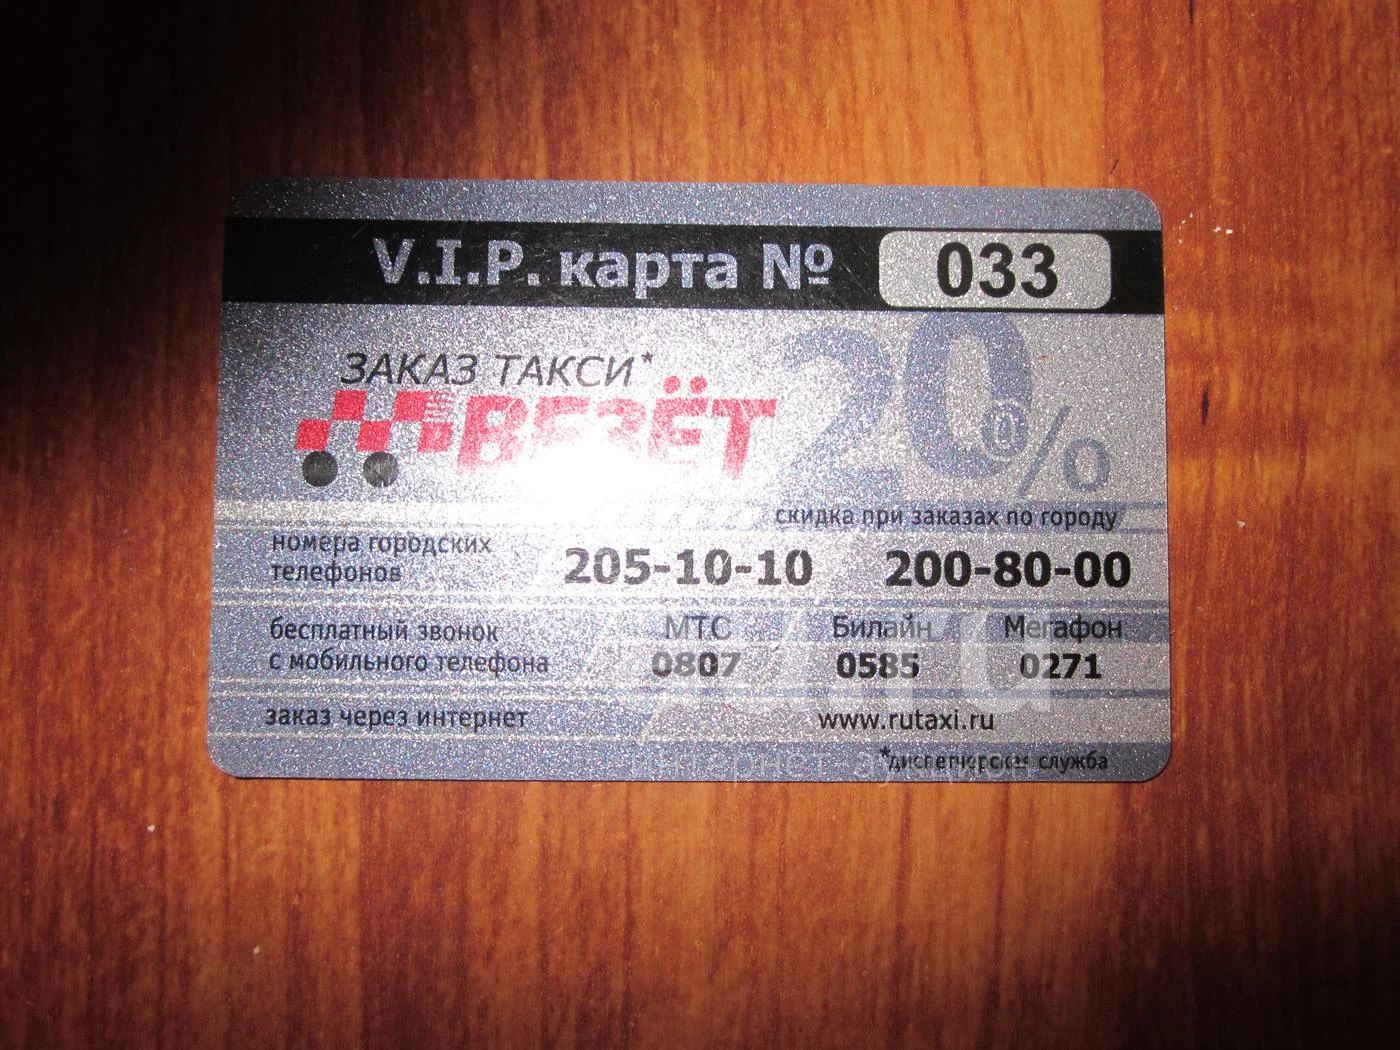 V.I.P. карта № 033
ЗАКАЗ ТАКСИ*
ВЕЗЁТ
20%
скидка при заказах по городу
номера городских телефонов 205-10-10 200-80-00
бесплатный звонок с мобильного телефона
МТС Билайн Мегафон
0807 0585 0271
заказ через интернет www.rutaxi.ru
*диспетчерская служба